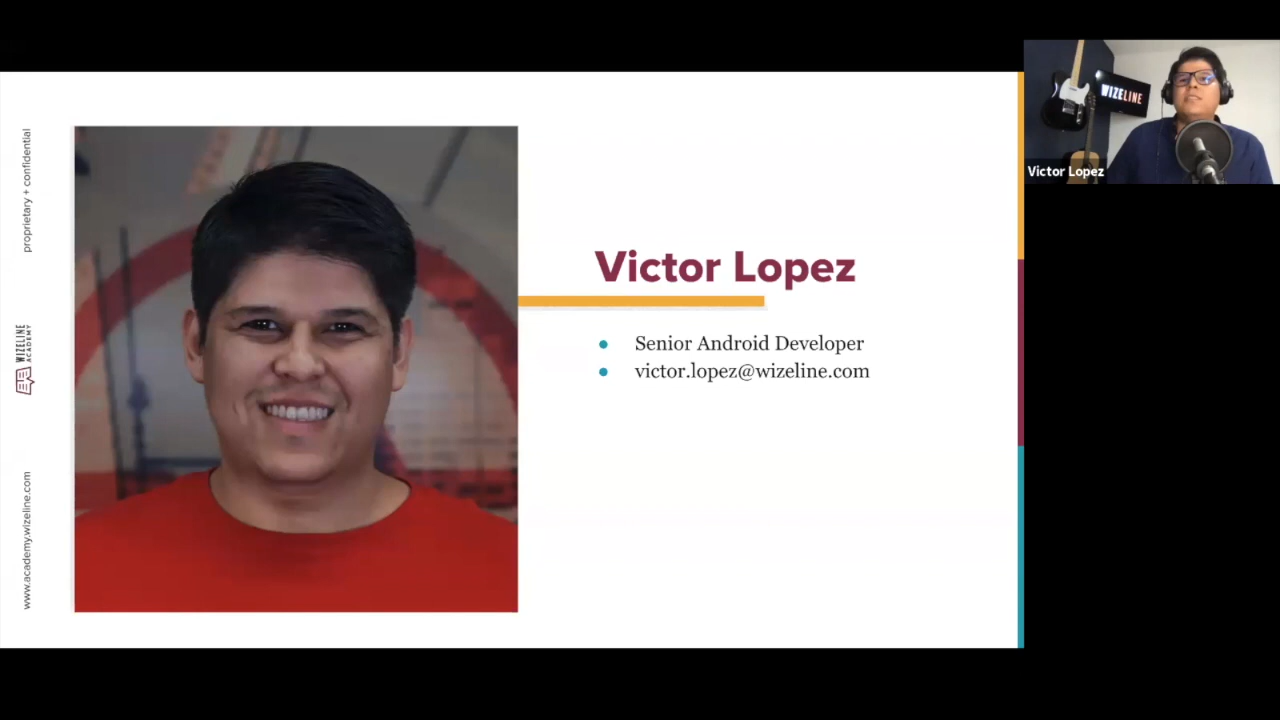 proprietary + confidential
WIZELINE
ACADEMY
www.academy.wizeline.com
Victor Lopez
Senior Android Developer
victor.lopez@wizeline.com
WIZELINE
Victor Lopez